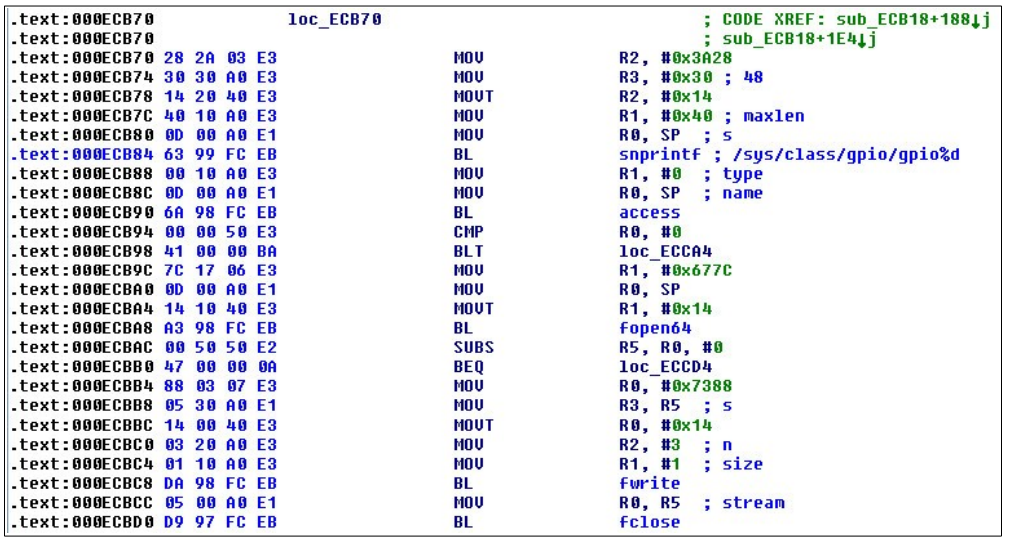 .text:000ECB70 loc_ECB70 ; CODE XREF: sub_ECB18+188↓j
.text:000ECB70 ; sub_ECB18+1E4↓j
.text:000ECB70 28 2A 03 E3 MOV R2, #0x3A28
.text:000ECB74 30 30 A0 E3 MOV R3, #0x30 ; 48
.text:000ECB78 14 20 40 E3 MOVT R2, #0x14
.text:000ECB7C 40 10 A0 E3 MOV R1, #0x40 ; maxlen
.text:000ECB80 0D 00 A0 E1 MOV R0, SP ; s
.text:000ECB84 63 99 FC EB BL snprintf ; /sys/class/gpio/gpio%d
.text:000ECB88 00 10 A0 E3 MOV R1, #0 ; type
.text:000ECB8C 0D 00 A0 E1 MOV R0, SP ; name
.text:000ECB90 6A 98 FC EB BL access
.text:000ECB94 00 00 50 E3 CMP R0, #0
.text:000ECB98 41 00 00 BA BLT loc_ECCA4
.text:000ECB9C 7C 17 06 E3 MOV R1, #0x677C
.text:000ECBA0 0D 00 A0 E1 MOV R0, SP
.text:000ECBA4 14 10 40 E3 MOVT R1, #0x14
.text:000ECBA8 A3 98 FC EB BL fopen64
.text:000ECBAC 00 50 50 E2 SUBS R5, R0, #0
.text:000ECBB0 47 00 00 0A BEQ loc_ECCD4
.text:000ECBB4 88 03 07 E3 MOV R0, #0x7388
.text:000ECBB8 05 30 A0 E1 MOV R3, R5 ; s
.text:000ECBBC 14 00 40 E3 MOVT R0, #0x14
.text:000ECBC0 03 20 A0 E3 MOV R2, #3 ; n
.text:000ECBC4 01 10 A0 E3 MOV R1, #1 ; size
.text:000ECBC8 DA 98 FC EB BL fwrite
.text:000ECBCC 05 00 A0 E1 MOV R0, R5 ; stream
.text:000ECBD0 D9 97 FC EB BL fclose